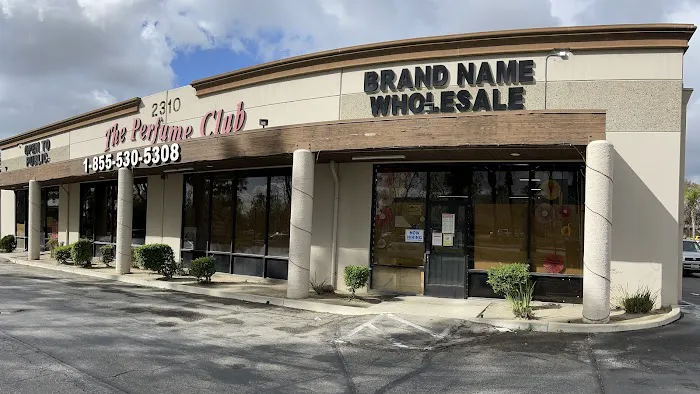 OPEN TO
PUBLIC
2310
The Perfume Club
1-855-530-5308
BRAND NAME
WHOLESALE
NOW
HIRING